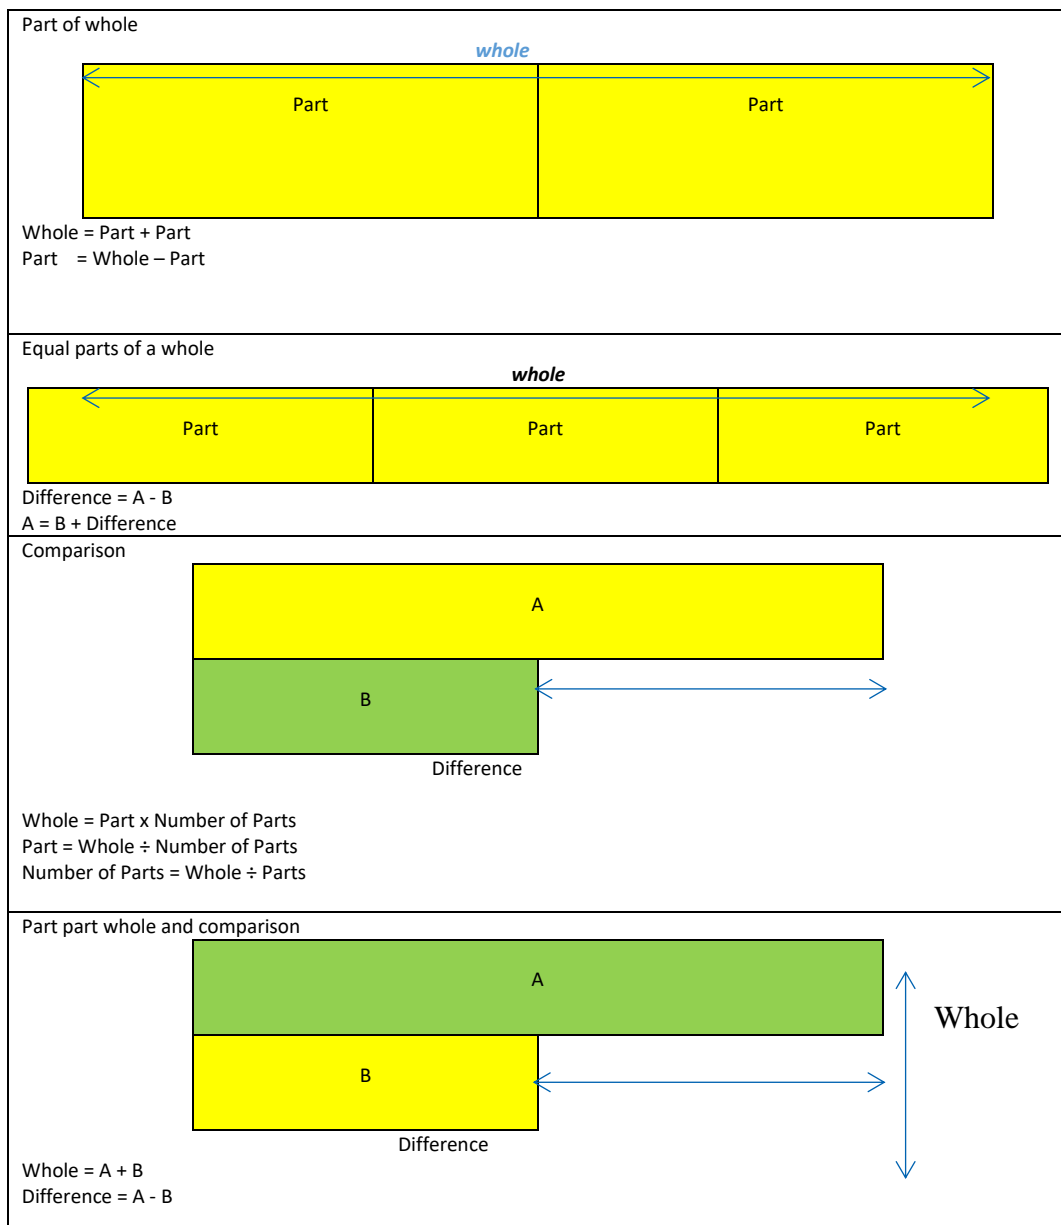 Part of whole
whole
Part Part
Whole = Part + Part
Part = Whole – Part
Equal parts of a whole
whole
Part Part Part
Difference = A - B
A = B + Difference
Comparison
A
B
Difference
Whole = Part x Number of Parts
Part = Whole ÷ Number of Parts
Number of Parts = Whole ÷ Parts
Part part whole and comparison
A
Whole
B
Difference
Whole = A + B
Difference = A - B